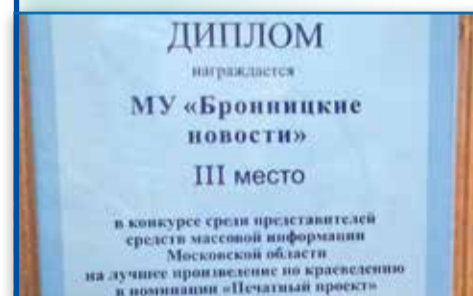 ДИПЛОМ
награждается
МУ «Бронницкие
новости»
III место
в конкурсе среди представителей
средств массовой информации
Московской области
на лучшее произведение по краеведению
в номинации «Печатный проект»